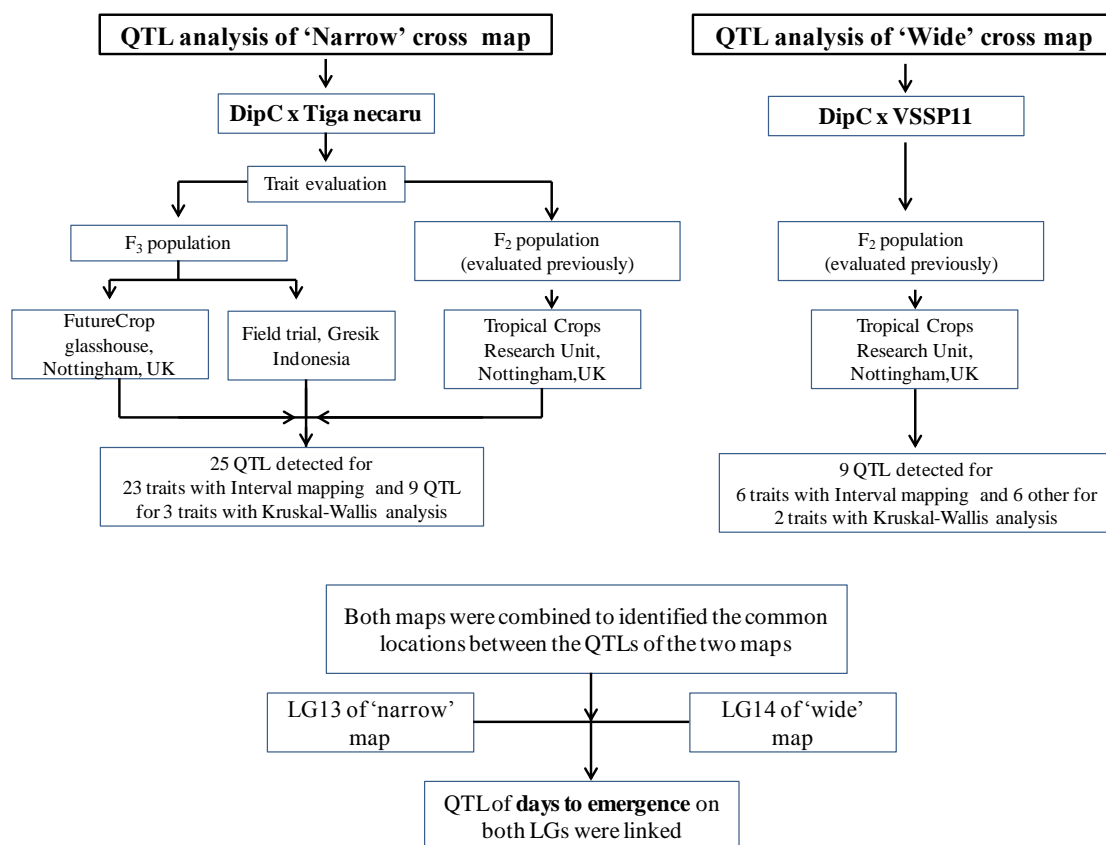 QTL analysis of 'Narrow' cross map
DipC x Tiga necaru
Trait evaluation
F3 population
F2 population
(evaluated previously)
FutureCrop
glasshouse,
Nottingham, UK
Field trial, Gresik
Indonesia
Tropical Crops
Research Unit,
Nottingham,UK
25 QTL detected for
23 traits with Interval mapping and 9 QTL
for 3 traits with Kruskal-Wallis analysis
QTL analysis of 'Wide' cross map
DipC x VSSP11
F2 population
(evaluated previously)
Tropical Crops
Research Unit,
Nottingham,UK
9 QTL detected for
6 traits with Interval mapping and 6 other for
2 traits with Kruskal-Wallis analysis
Both maps were combined to identified the common
locations between the QTLs of the two maps
LG13 of 'narrow'
map
LG14 of 'wide'
map
QTL of days to emergence on
both LGs were linked